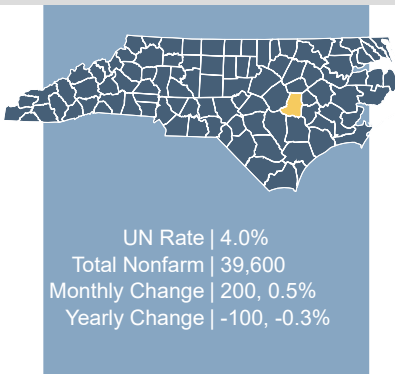 UN Rate | 4.0%
Total Nonfarm | 39,600
Monthly Change | 200, 0.5%
Yearly Change | -100, -0.3%